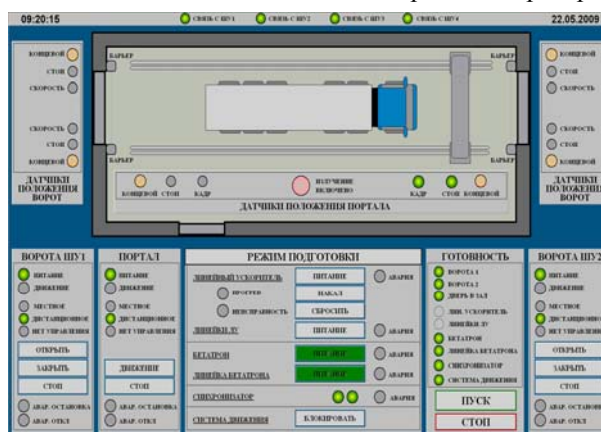 09:20:15
СВЯЗЬ С ШУ1
СВЯЗЬ С ШУ2
СВЯЗЬ С ШУ3
СВЯЗЬ С ШУ4
22.05.2009
КОНЦЕВОЙ
СТОП
СКОРОСТЬ
СКОРОСТЬ
СТОП
КОНЦЕВОЙ
ДАТЧИКИ
ПОЛОЖЕНИЯ
ВОРОТ
БАРЬЕР
БАРЬЕР
БАРЬЕР
БАРЬЕР
КОНЦЕВОЙ СТОП КАДР
ИЗЛУЧЕНИЕ
ВКЛЮЧЕНО
КАДР СТОП КОНЦЕВОЙ
ДАТЧИКИ ПОЛОЖЕНИЯ ПОРТАЛА
КОНЦЕВОЙ
СТОП
СКОРОСТЬ
СКОРОСТЬ
СТОП
КОНЦЕВОЙ
ДАТЧИКИ
ПОЛОЖЕНИЯ
ВОРОТ
ВОРОТА ШУ1
ПИТАНИЕ
ДВИЖЕНИЕ
МЕСТНОЕ
ДИСТАНЦИОННОЕ
НЕТ УПРАВЛЕНИЯ
ОТКРЫТЬ
ЗАКРЫТЬ
СТОП
АВАР. ОСТАНОВКА
АВАР. ОТКЛ
ПОРТАЛ
ПИТАНИЕ
ДВИЖЕНИЕ
МЕСТНОЕ
ДИСТАНЦИОННОЕ
НЕТ УПРАВЛЕНИЯ
ДВИЖЕНИЕ
СТОП
АВАР. ОСТАНОВКА
АВАР. ОТКЛ
РЕЖИМ ПОДГОТОВКИ
ЛИНЕЙНЫЙ УСКОРИТЕЛЬ ПИТАНИЕ АВАРИЯ
ПРОГРЕВ НАКАЛ
НЕИСПРАВНОСТЬ СБРОСИТЬ
ЛИНЕЙКИ ЛУ ПИТАНИЕ АВАРИЯ
БЕТАТРОН ПИТАНИЕ АВАРИЯ
ЛИНЕЙКА БЕТАТРОНА ПИТАНИЕ АВАРИЯ
СИНХРОНИЗАТОР АВАРИЯ
СИСТЕМА ДВИЖЕНИЯ БЛОКИРОВАТЬ
ГОТОВНОСТЬ
ВОРОТА 1
ВОРОТА 2
ДВЕРЬ В ЗАЛ
ЛИН. УСКОРИТЕЛЬ
ЛИНЕЙКИ ЛУ
БЕТАТРОН
ЛИНЕЙКА БЕТАТРОНА
СИНХРОНИЗАТОР
СИСТЕМА ДВИЖЕНИЯ
ПУСК
СТОП
ВОРОТА ШУ2
ПИТАНИЕ
ДВИЖЕНИЕ
МЕСТНОЕ
ДИСТАНЦИОННОЕ
НЕТ УПРАВЛЕНИЯ
ОТКРЫТЬ
ЗАКРЫТЬ
СТОП
АВАР. ОСТАНОВКА
АВАР. ОТКЛ